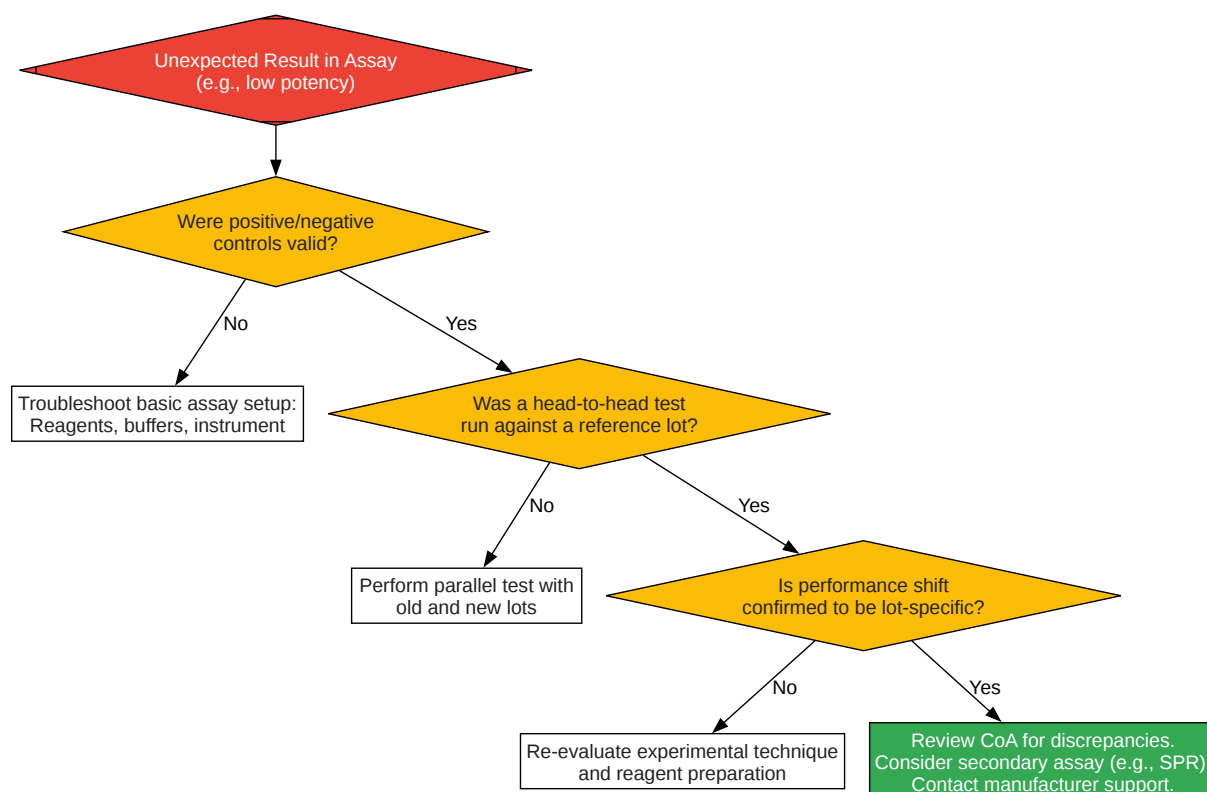 Unexpected Result in Assay
(e.g., low potency)
Were positive/negative
controls valid?
No
Yes
Troubleshoot basic assay setup:
Reagents, buffers, instrument
Was a head-to-head test
run against a reference lot?
No
Yes
Perform parallel test with
old and new lots
Is performance shift
confirmed to be lot-specific?
No
Yes
Re-evaluate experimental technique
and reagent preparation
Review CoA for discrepancies.
Consider secondary assay (e.g., SPR)
Contact manufacturer support.